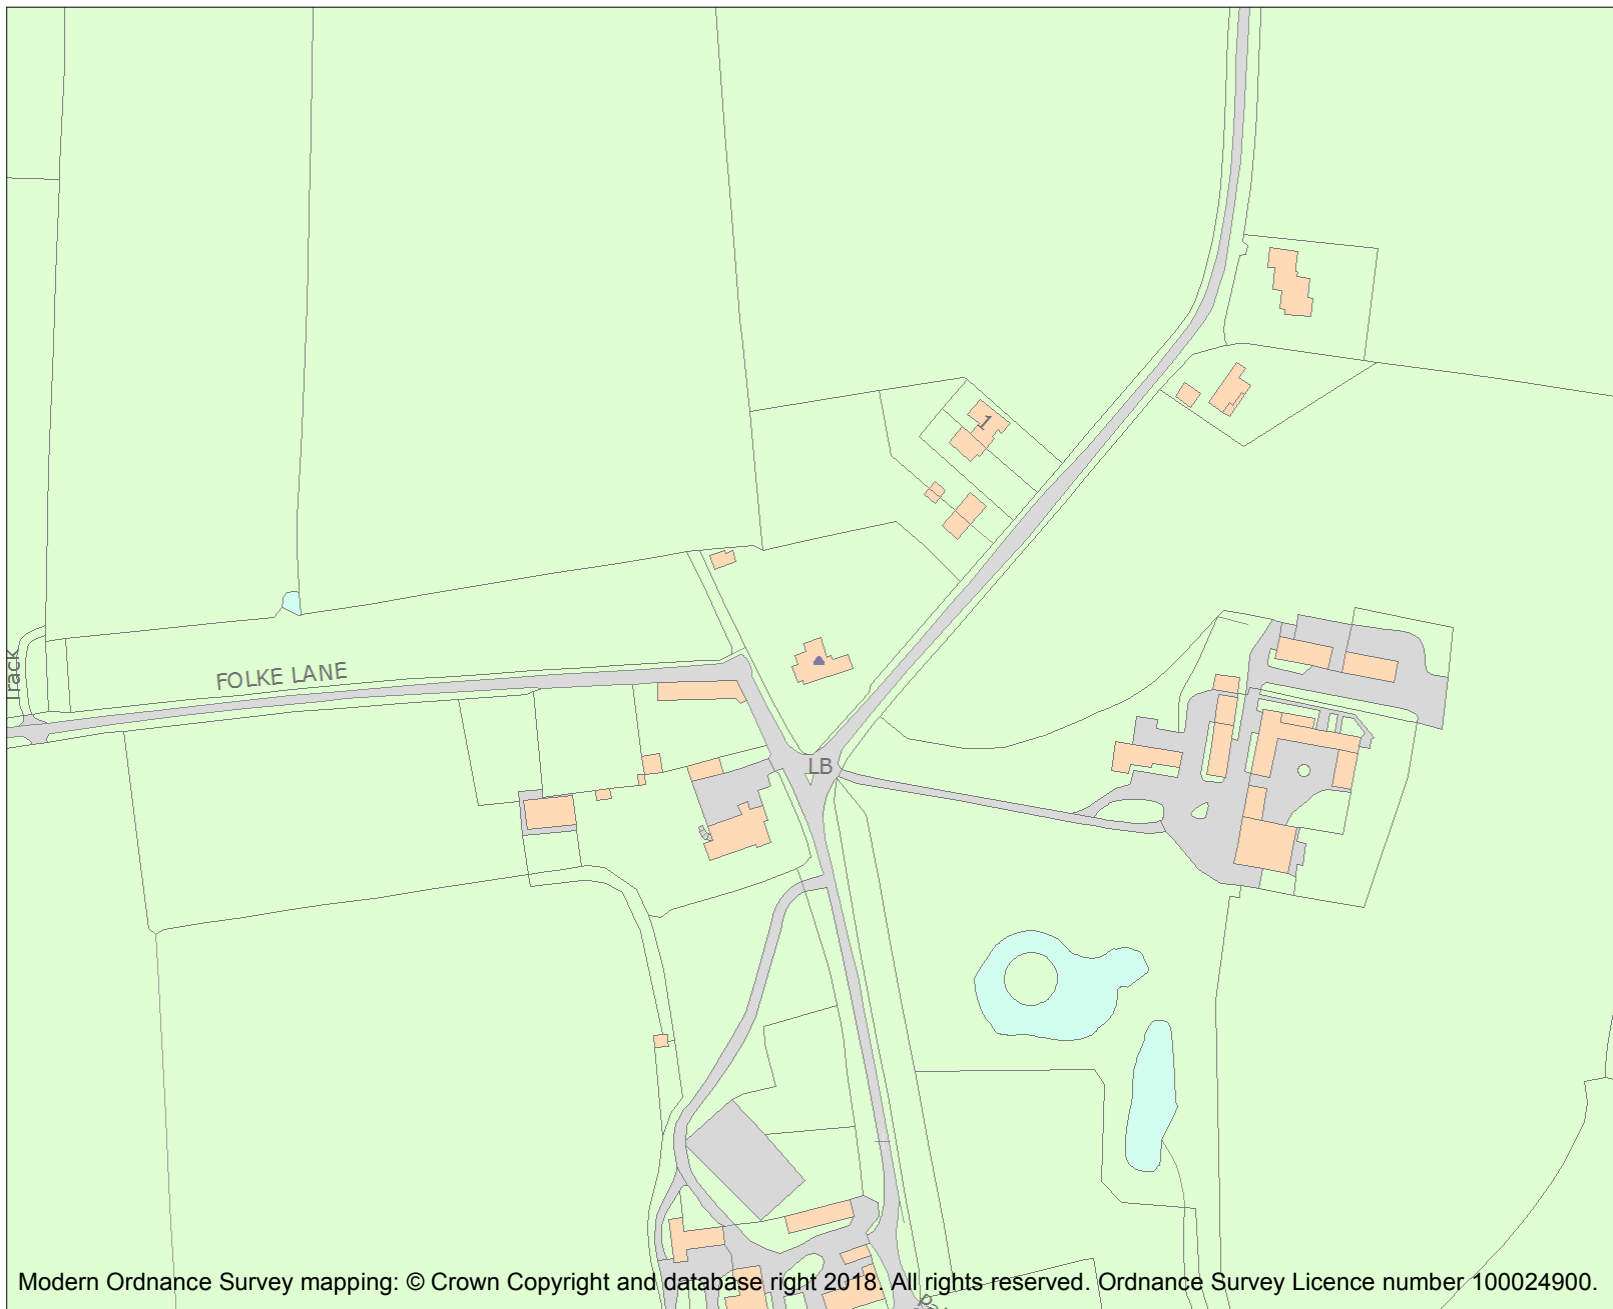 1
Track
FOLKE LANE
LB
Modern Ordnance Survey mapping: © Crown Copyright and database right 2018. All rights reserved. Ordnance Survey Licence number 100024900.